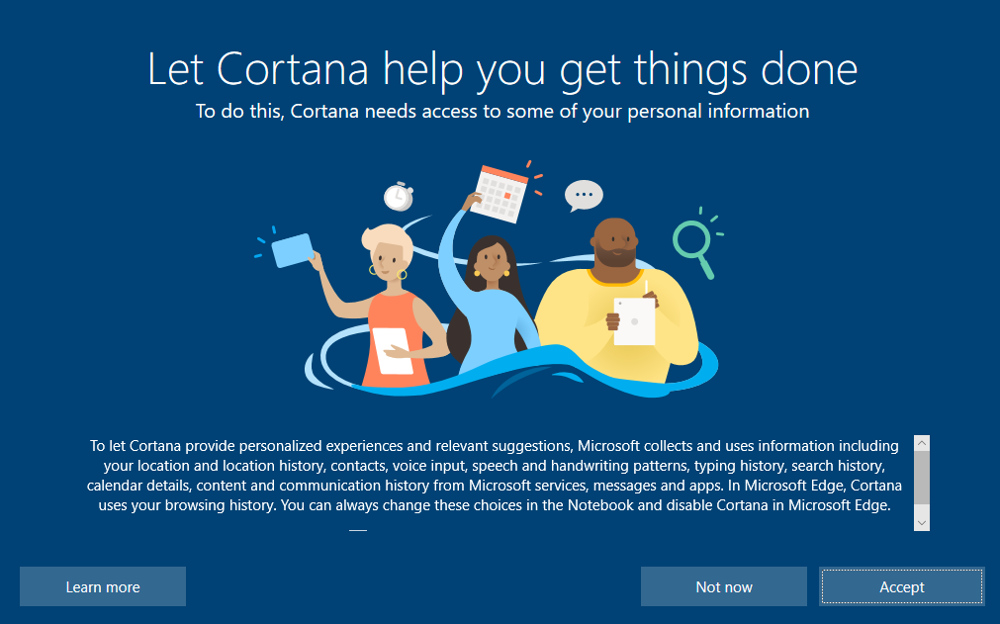 Let Cortana help you get things done
To do this, Cortana needs access to some of your personal information
To let Cortana provide personalized experiences and relevant suggestions, Microsoft collects and uses information including
your location and location history, contacts, voice input, speech and handwriting patterns, typing history, search history,
calendar details, content and communication history from Microsoft services, messages and apps. In Microsoft Edge, Cortana
uses your browsing history. You can always change these choices in the Notebook and disable Cortana in Microsoft Edge.
Learn more
Not now
Accept